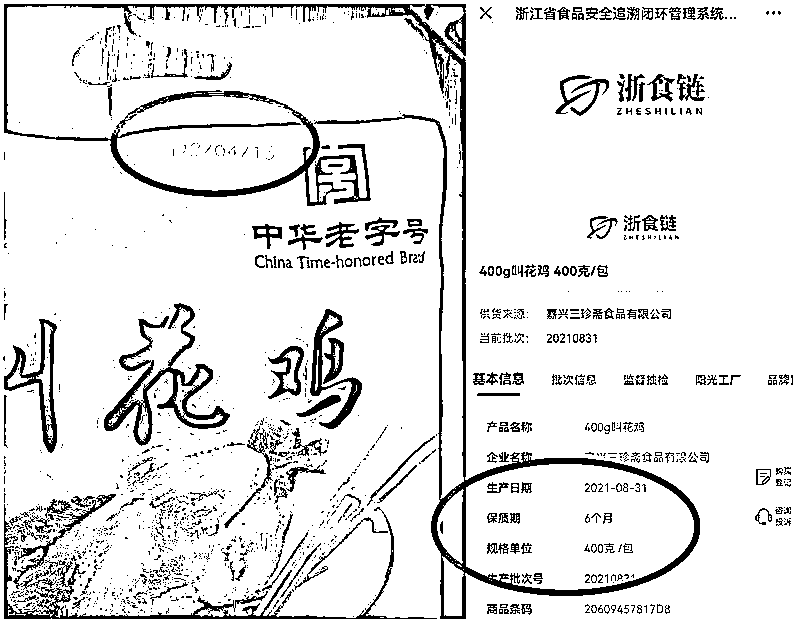 中华老字号
China Time-honored Brand
叫花鸡
浙江省食品安全追溯闭环管理系统...
浙食链
ZHESHILIAN
浙食链
ZHESHILIAN
400g叫花鸡 400克/包
供货来源: 嘉兴三珍斋食品有限公司
当前批次: 20210831
基本信息 批次信息 监督抽检 阳光工厂 品牌
产品名称 400g叫花鸡
企业名称 嘉兴三珍斋食品有限公司
生产日期 2021-08-31
保质期 6个月
规格单位 400克/包
生产批次号 20210831
商品条码 20609457817D8
购买
登记
咨询
投诉